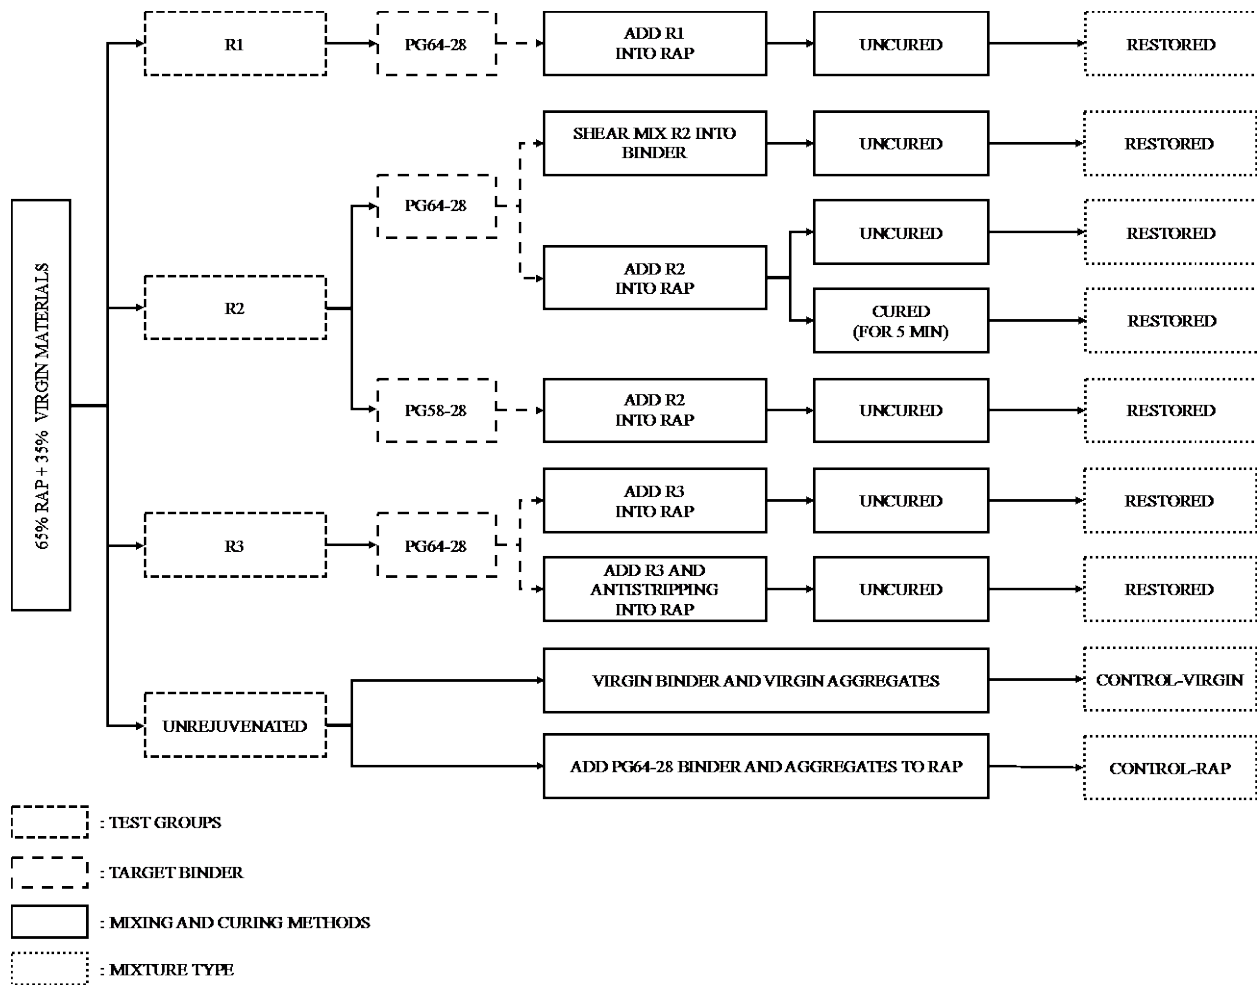 65% RAP + 35% VIRGIN MATERIALS
R1
PG64-28
ADD R1
INTO RAP
UNCURED
RESTORED
R2
PG64-28
SHEAR MIX R2 INTO
BINDER
UNCURED
RESTORED
ADD R2
INTO RAP
UNCURED
RESTORED
CURED
(FOR 5 MIN)
RESTORED
PG58-28
ADD R2
INTO RAP
UNCURED
RESTORED
R3
PG64-28
ADD R3
INTO RAP
UNCURED
RESTORED
ADD R3 AND
ANTISTRIPPING
INTO RAP
UNCURED
RESTORED
UNREJUVENATED
VIRGIN BINDER AND VIRGIN AGGREGATES
CONTROL-VIRGIN
ADD PG64-28 BINDER AND AGGREGATES TO RAP
CONTROL-RAP
: TEST GROUPS
: TARGET BINDER
: MIXING AND CURING METHODS
: MIXTURE TYPE